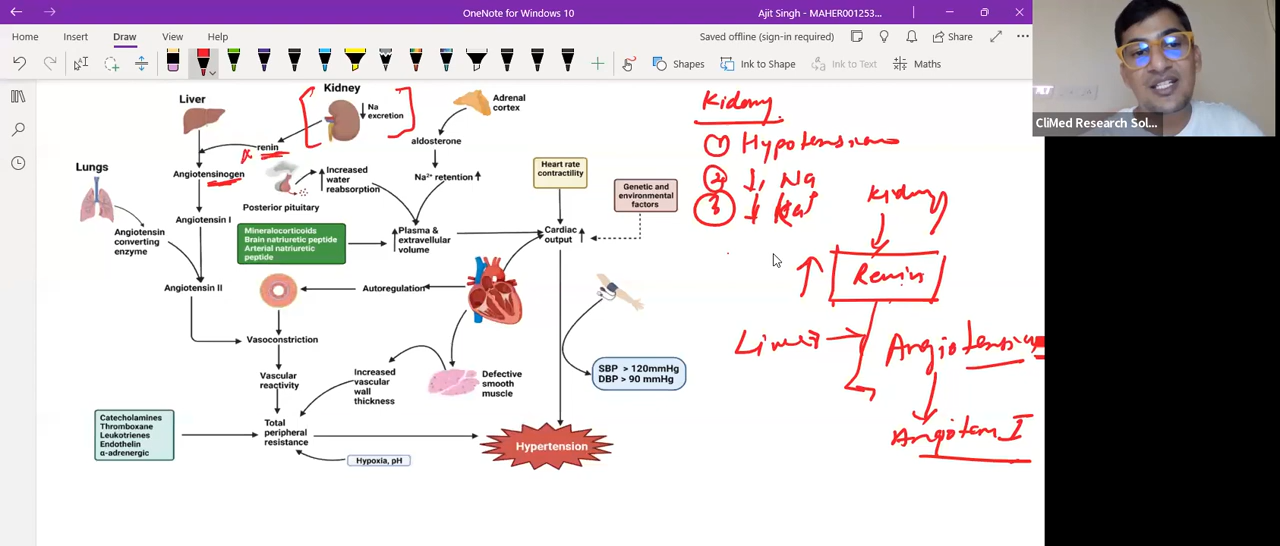 OneNote for Windows 10
Ajit Singh - MAHER001253...
Home Insert Draw View Help
Saved offline (sign-in required)
Share
Shapes
Ink to Shape
Ink to Text
Maths
CliMed Research Sol...
Liver
Kidney
Na
excretion
Adrenal
cortex
renin
aldosterone
Angiotensinogen
Increased
water
reabsorption
Na²⁺ retention
Lungs
Posterior pituitary
Heart rate
contractility
Genetic and
environmental
factors
Angiotensin I
Angiotensin
converting
enzyme
Mineralocorticoids
Brain natriuretic peptide
Arterial natriuretic
peptide
Plasma &
extravellular
volume
Cardiac
output
Angiotensin II
Autoregulation
Vasoconstriction
Vascular
reactivity
Increased
vascular
wall
thickness
Defective
smooth
muscle
SBP > 120mmHg
DBP > 90 mmHg
Catecholamines
Thromboxane
Leukotrienes
Endothelin
α-adrenergic
Total
peripheral
resistance
Hypertension
Hypoxia, pH
Kidney
① Hypotension
② ↓ Na
③ ↓
Kidney
↑ Renin
Liver
Angiotensin